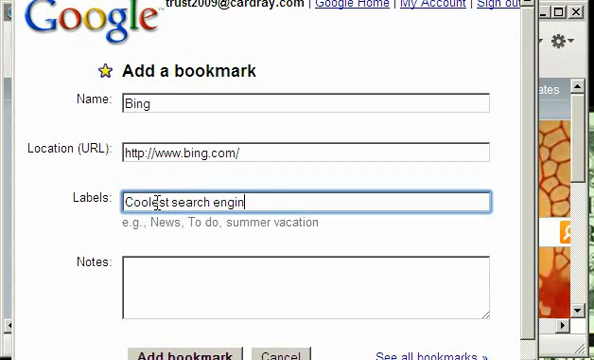 Google
trust2009@cardray.com | Google Home | My Account | Sign out
Add a bookmark
Name: Bing
Location (URL): http://www.bing.com/
Labels: Coolest search engin
e.g., News, To do, summer vacation
Notes:
Add bookmark Cancel See all bookmarks »